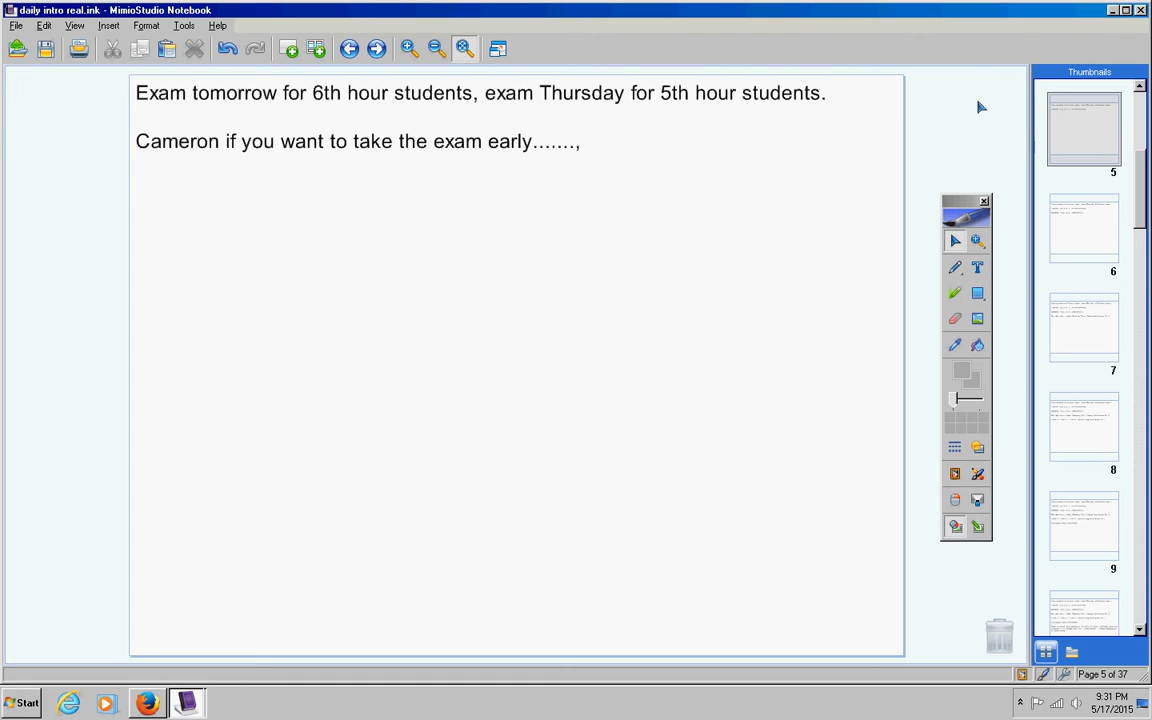 daily intro real.ink - MimioStudio Notebook
File Edit View Insert Format Tools Help
Exam tomorrow for 6th hour students, exam Thursday for 5th hour students.
Cameron if you want to take the exam early.......,
Thumbnails
5
6
7
8
9
Page 5 of 37
Start
9:31 PM
5/17/2015